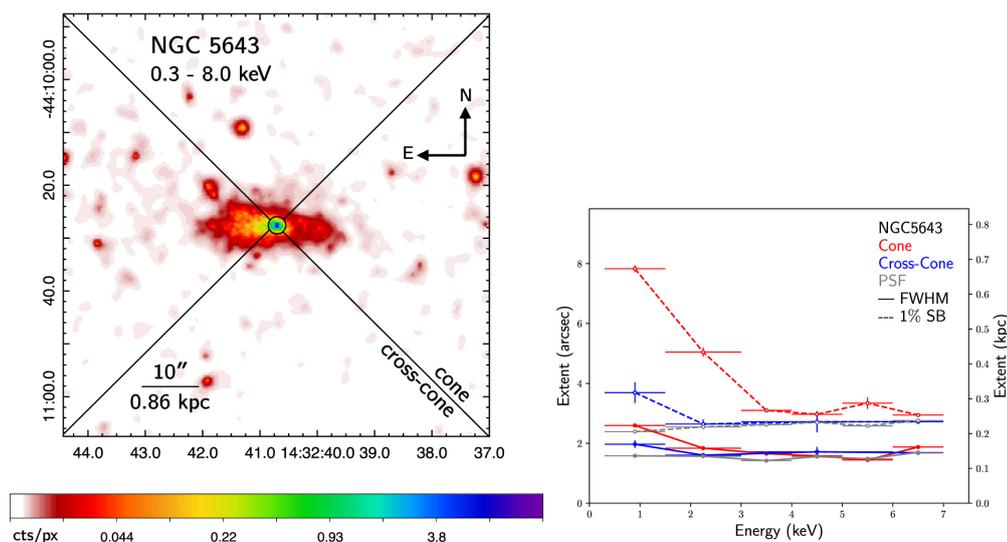 NGC 5643
0.3 - 8.0 keV
N
E
-44:10:00.0
20.0
40.0
11:00.0
10″
0.86 kpc
cone
cross-cone
44.0 43.0 42.0 41.0 14:32:40.0 39.0 38.0 37.0
cts/px 0.044 0.22 0.93 3.8
NGC5643
Cone
Cross-Cone
PSF
FWHM
1% SB
Extent (arcsec)
8
6
4
2
0
Extent (kpc)
0.8
0.7
0.6
0.5
0.4
0.3
0.2
0.1
0.0
0 1 2 3 4 5 6 7
Energy (keV)